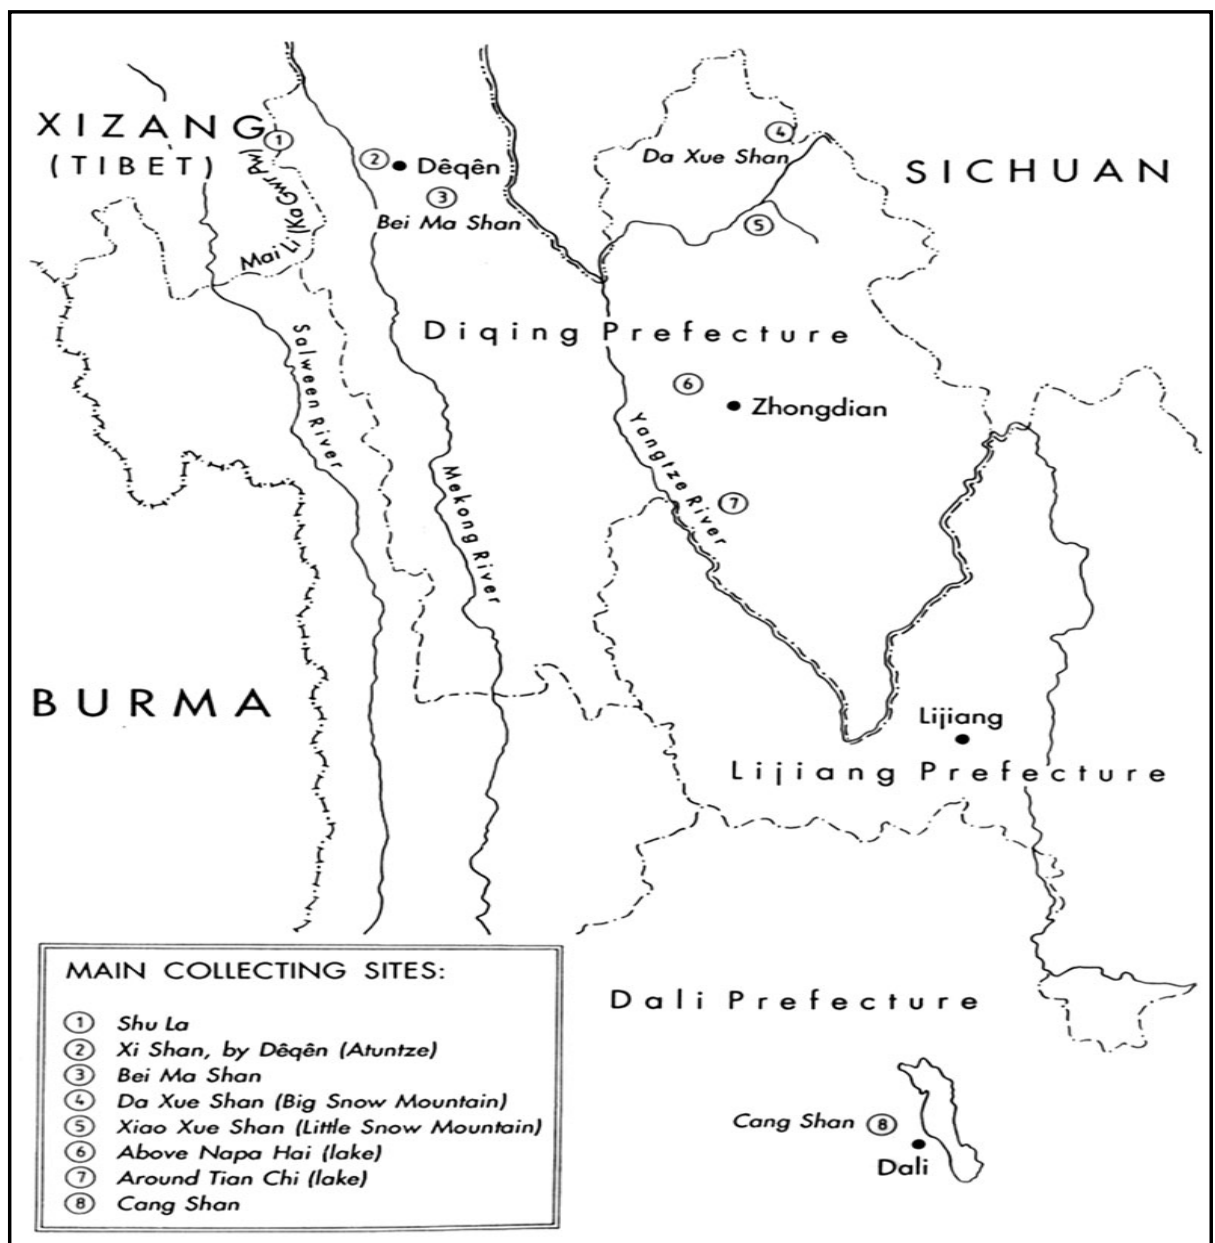 XIZANG
(TIBET)
①
Mai Li (Ka Gwr Pw)
②
Dêqên
③
Bei Ma Shan
④
Da Xue Shan
SICHUAN
⑤
Diqing Prefecture
Salween River
⑥
Zhongdian
Mekong River
Yangtze River
⑦
BURMA
Lijiang
Lijiang Prefecture
MAIN COLLECTING SITES:
① Shu La
② Xi Shan, by Dêqên (Atuntze)
③ Bei Ma Shan
④ Da Xue Shan (Big Snow Mountain)
⑤ Xiao Xue Shan (Little Snow Mountain)
⑥ Above Napa Hai (lake)
⑦ Around Tian Chi (lake)
⑧ Cang Shan
Dali Prefecture
Cang Shan ⑧
Dali